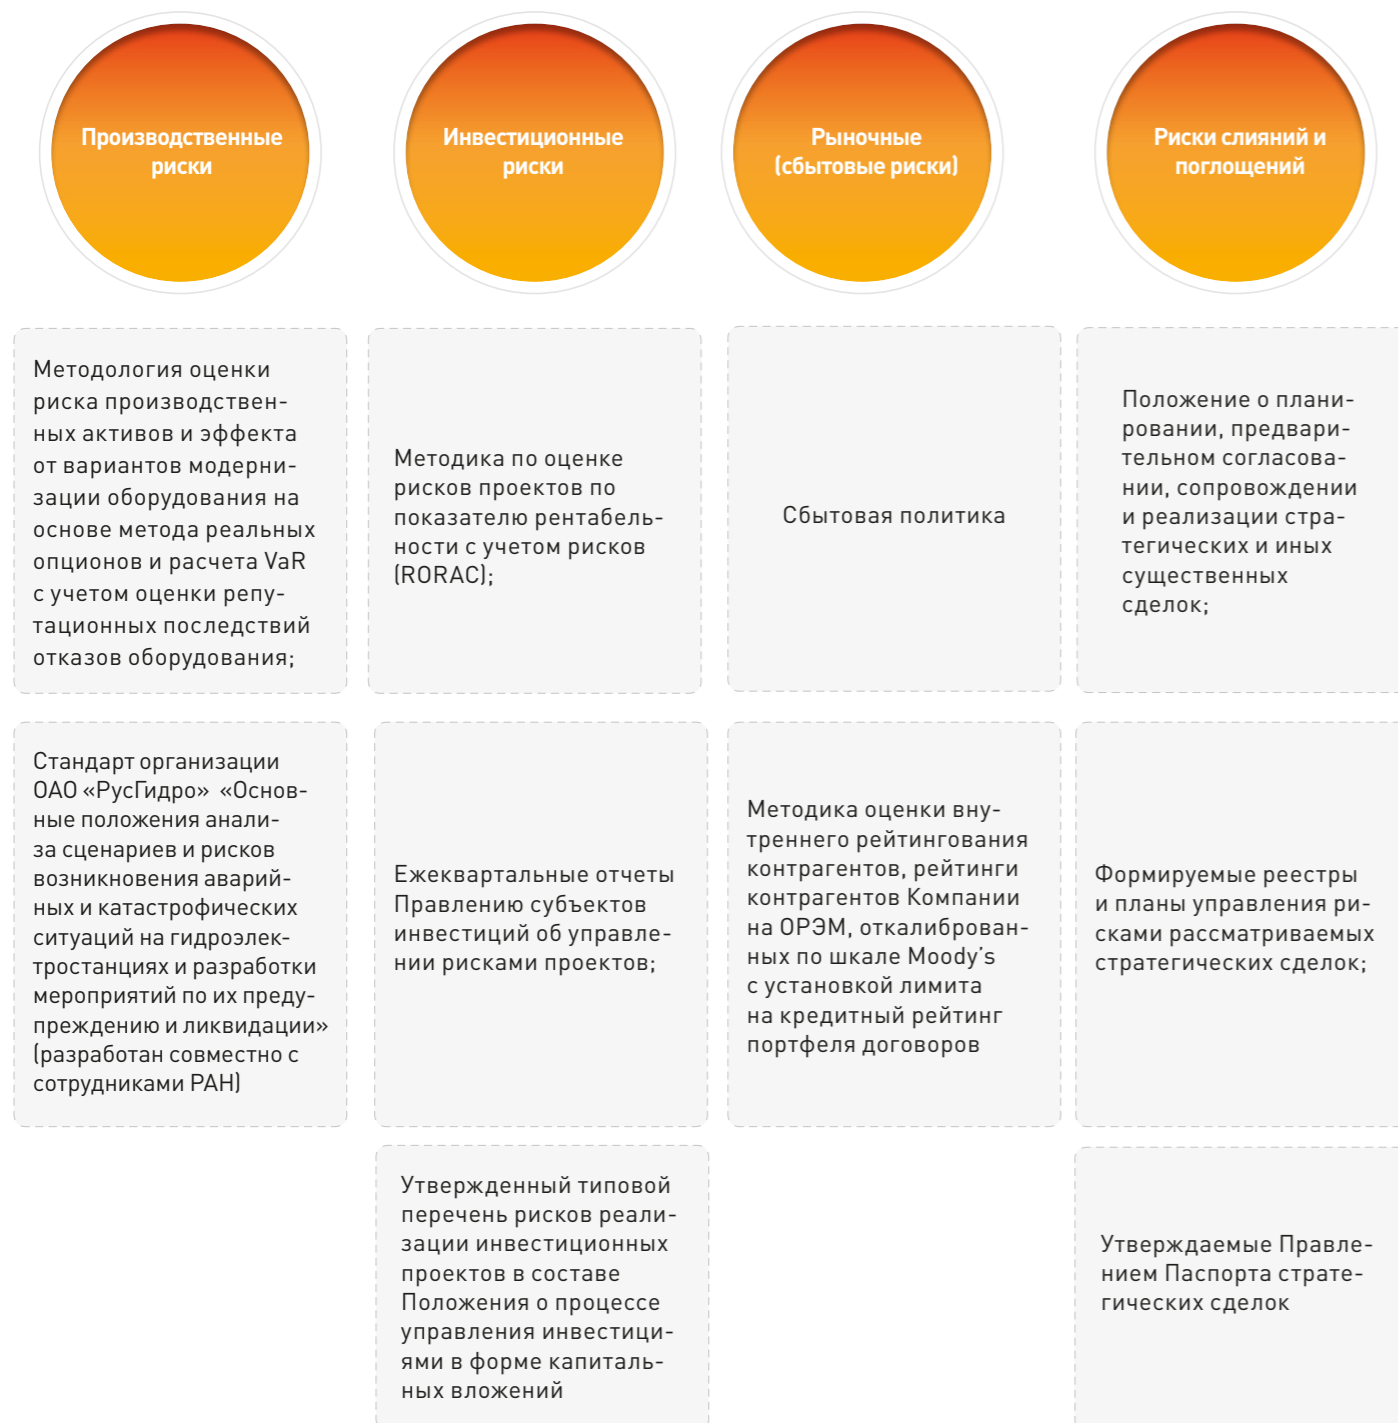 Производственные
риски
Инвестиционные
риски
Рыночные
(сбытовые риски)
Риски слияний и
поглощений
Методология оценки
риска производствен-
ных активов и эффекта
от вариантов модерни-
зации оборудования на
основе метода реальных
опционов и расчета VaR
с учетом оценки репу-
тационных последствий
отказов оборудования;
Методика по оценке
рисков проектов по
показателю рентабель-
ности с учетом рисков
(RORAC);
Сбытовая политика
Положение о плани-
ровании, предвари-
тельном согласова-
нии, сопровождении
и реализации стра-
тегических и иных
существенных
сделок;
Стандарт организации
ОАО «РусГидро» «Основ-
ные положения анали-
за сценариев и рисков
возникновения аварий-
ных и катастрофических
ситуаций на гидроэлек-
тростанциях и разработки
мероприятий по их преду-
преждению и ликвидации»
(разработан совместно с
сотрудниками РАН)
Ежеквартальные отчеты
Правлению субъектов
инвестиций об управле-
нии рисками проектов;
Методика оценки вну-
треннего рейтингования
контрагентов, рейтинги
контрагентов Компании
на ОРЭМ, откалиброван-
ных по шкале Moody’s
с установкой лимита
на кредитный рейтинг
портфеля договоров
Формируемые реестры
и планы управления ри-
сками рассматриваемых
стратегических сделок;
Утвержденный типовой
перечень рисков реали-
зации инвестиционных
проектов в составе
Положения о процессе
управления инвестици-
ями в форме капиталь-
ных вложений
Утверждаемые Правле-
нием Паспорта страте-
гических сделок